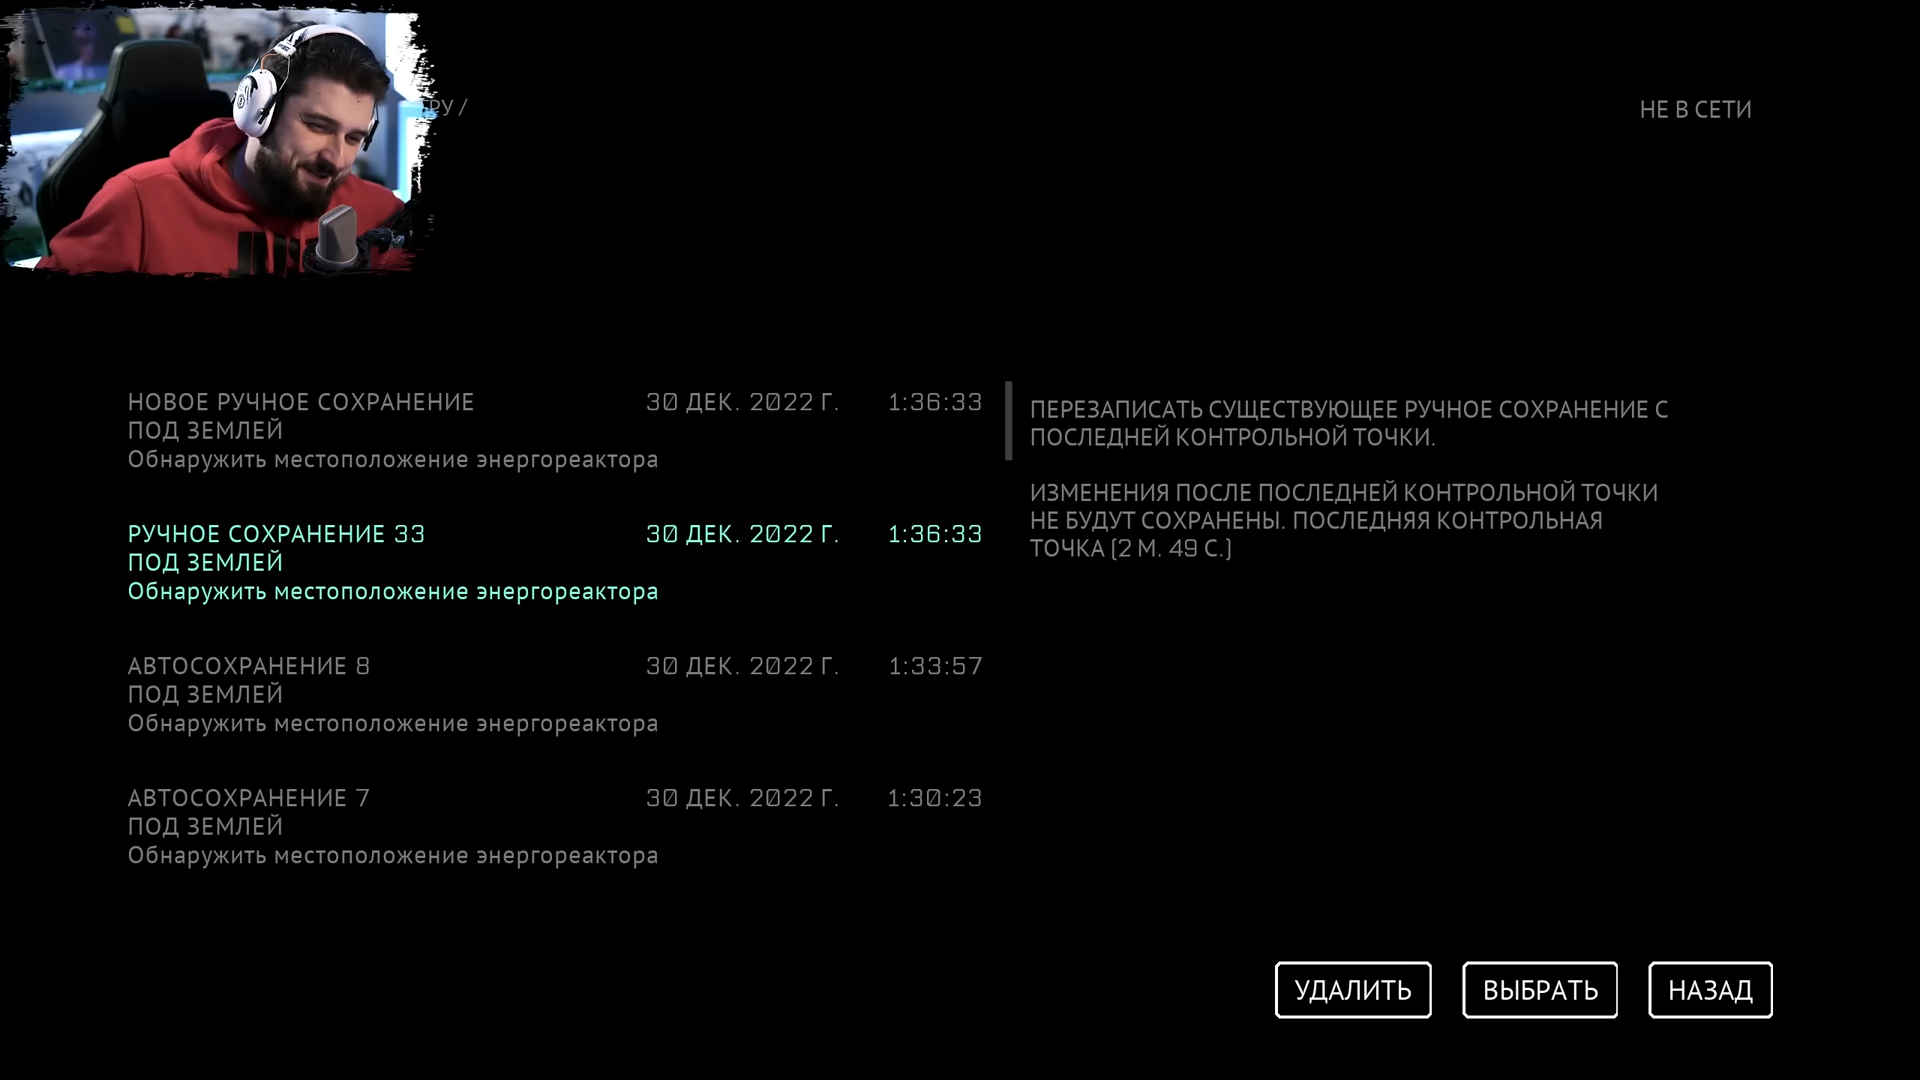 /
НЕ В СЕТИ
НОВОЕ РУЧНОЕ СОХРАНЕНИЕ 30 ДЕК. 2022 Г. 1:36:33
ПОД ЗЕМЛЕЙ
Обнаружить местоположение энергореактора
РУЧНОЕ СОХРАНЕНИЕ 33 30 ДЕК. 2022 Г. 1:36:33
ПОД ЗЕМЛЕЙ
Обнаружить местоположение энергореактора
АВТОСОХРАНЕНИЕ 8 30 ДЕК. 2022 Г. 1:33:57
ПОД ЗЕМЛЕЙ
Обнаружить местоположение энергореактора
АВТОСОХРАНЕНИЕ 7 30 ДЕК. 2022 Г. 1:30:23
ПОД ЗЕМЛЕЙ
Обнаружить местоположение энергореактора
ПЕРЕЗАПИСАТЬ СУЩЕСТВУЮЩЕЕ РУЧНОЕ СОХРАНЕНИЕ С
ПОСЛЕДНЕЙ КОНТРОЛЬНОЙ ТОЧКИ.
ИЗМЕНЕНИЯ ПОСЛЕ ПОСЛЕДНЕЙ КОНТРОЛЬНОЙ ТОЧКИ
НЕ БУДУТ СОХРАНЕНЫ. ПОСЛЕДНЯЯ КОНТРОЛЬНАЯ
ТОЧКА (2 М. 49 С.)
УДАЛИТЬ ВЫБРАТЬ НАЗАД